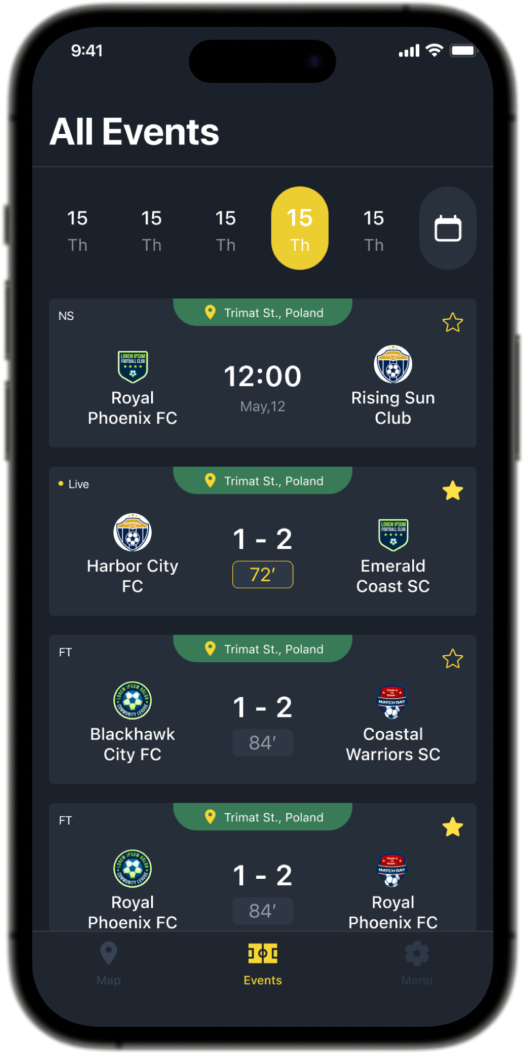 9:41
All Events
15 15 15 15 15
Th Th Th Th Th
NS
Trimat St., Poland
LOREM IPSUM
FOOTBALL CLUB
12:00
May,12
Royal
Phoenix FC
Rising Sun
Club
Live
Trimat St., Poland
1 - 2
72’
Harbor City
FC
LOREM IPSUM
FOOTBALL CLUB
Emerald
Coast SC
FT
Trimat St., Poland
1 - 2
84’
Blackhawk
City FC
MATCH DAY
Coastal
Warriors SC
FT
Trimat St., Poland
1 - 2
84’
Royal
Phoenix FC
MATCH DAY
Royal
Phoenix FC
Map
Events
Menu